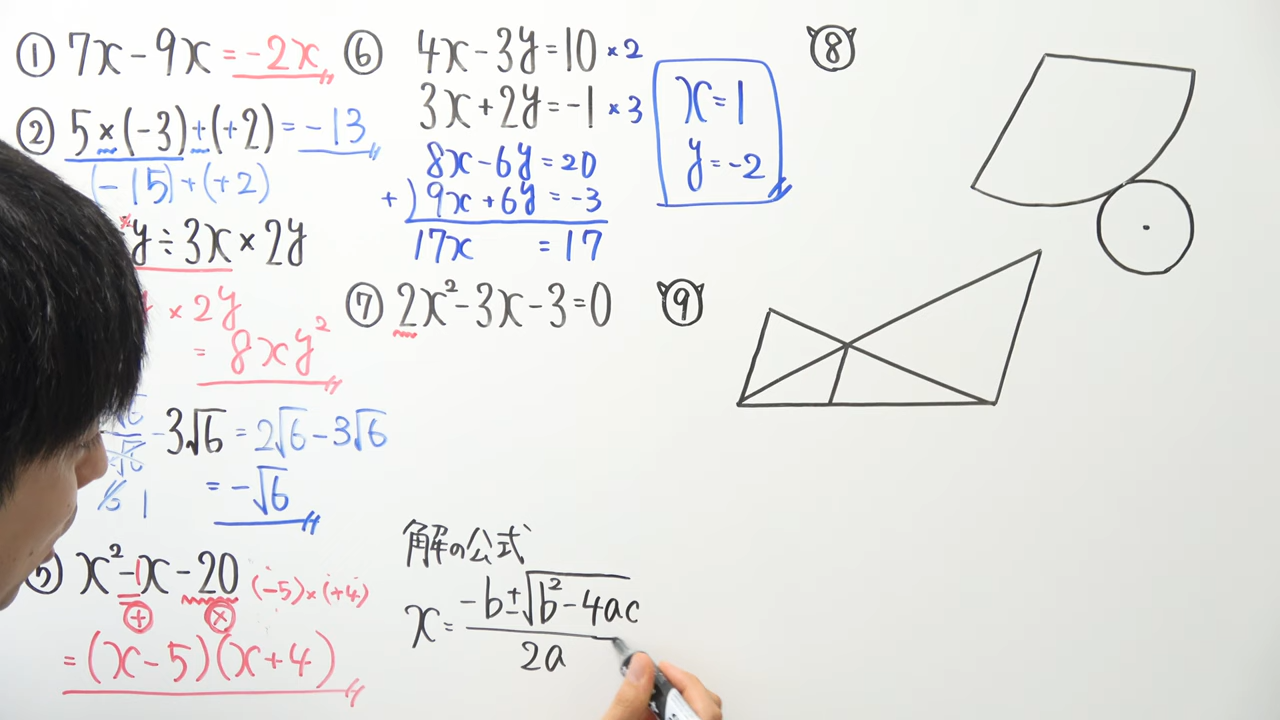 ① 7x-9x=-2x
② 5×(-3)+(+2)=-13
(-15)+(+2)
y÷3x×2y
×2y
=8xy²
-3√6=2√6-3√6
=-√6
⑤ x²-x-20 (-5)×(+4)
+ ×
=(x-5)(x+4)
⑥ 4x-3y=10 ×2
3x+2y=-1 ×3
8x-6y=20
+) 9x+6y=-3
17x =17
x=1
y=-2
⑦ 2x²-3x-3=0
解の公式
x=(-b±√(b²-4ac))/2a
⑧
⑨